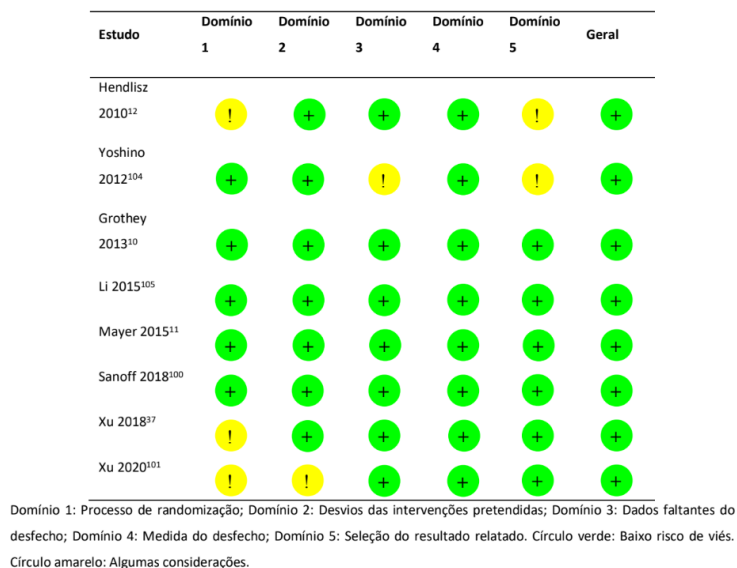 Estudo Domínio 1 Domínio 2 Domínio 3 Domínio 4 Domínio 5 Geral
Hendlisz
2010¹² ! + + + ! +
Yoshino
2012¹⁰⁴ + + ! + ! +
Grothey
2013¹⁰ + + + + + +
Li 2015¹⁰⁵ + + + + + +
Mayer 2015¹¹ + + + + + +
Sanoff 2018¹⁰⁰ + + + + + +
Xu 2018³⁷ ! + + + + +
Xu 2020¹⁰¹ ! ! + + + +
Domínio 1: Processo de randomização; Domínio 2: Desvios das intervenções pretendidas; Domínio 3: Dados faltantes do
desfecho; Domínio 4: Medida do desfecho; Domínio 5: Seleção do resultado relatado. Círculo verde: Baixo risco de viés.
Círculo amarelo: Algumas considerações.